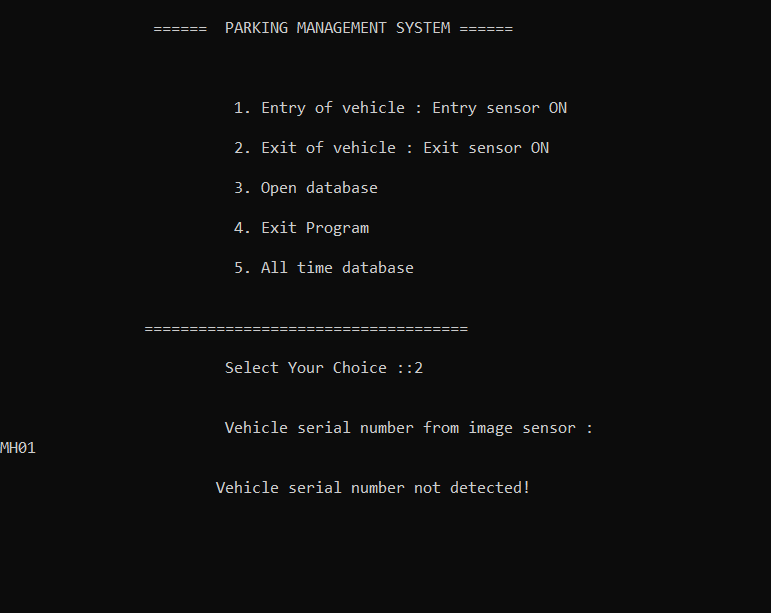 ====== PARKING MANAGEMENT SYSTEM ======
1. Entry of vehicle : Entry sensor ON
2. Exit of vehicle : Exit sensor ON
3. Open database
4. Exit Program
5. All time database
====================================
Select Your Choice ::2
Vehicle serial number from image sensor :
MH01
Vehicle serial number not detected!